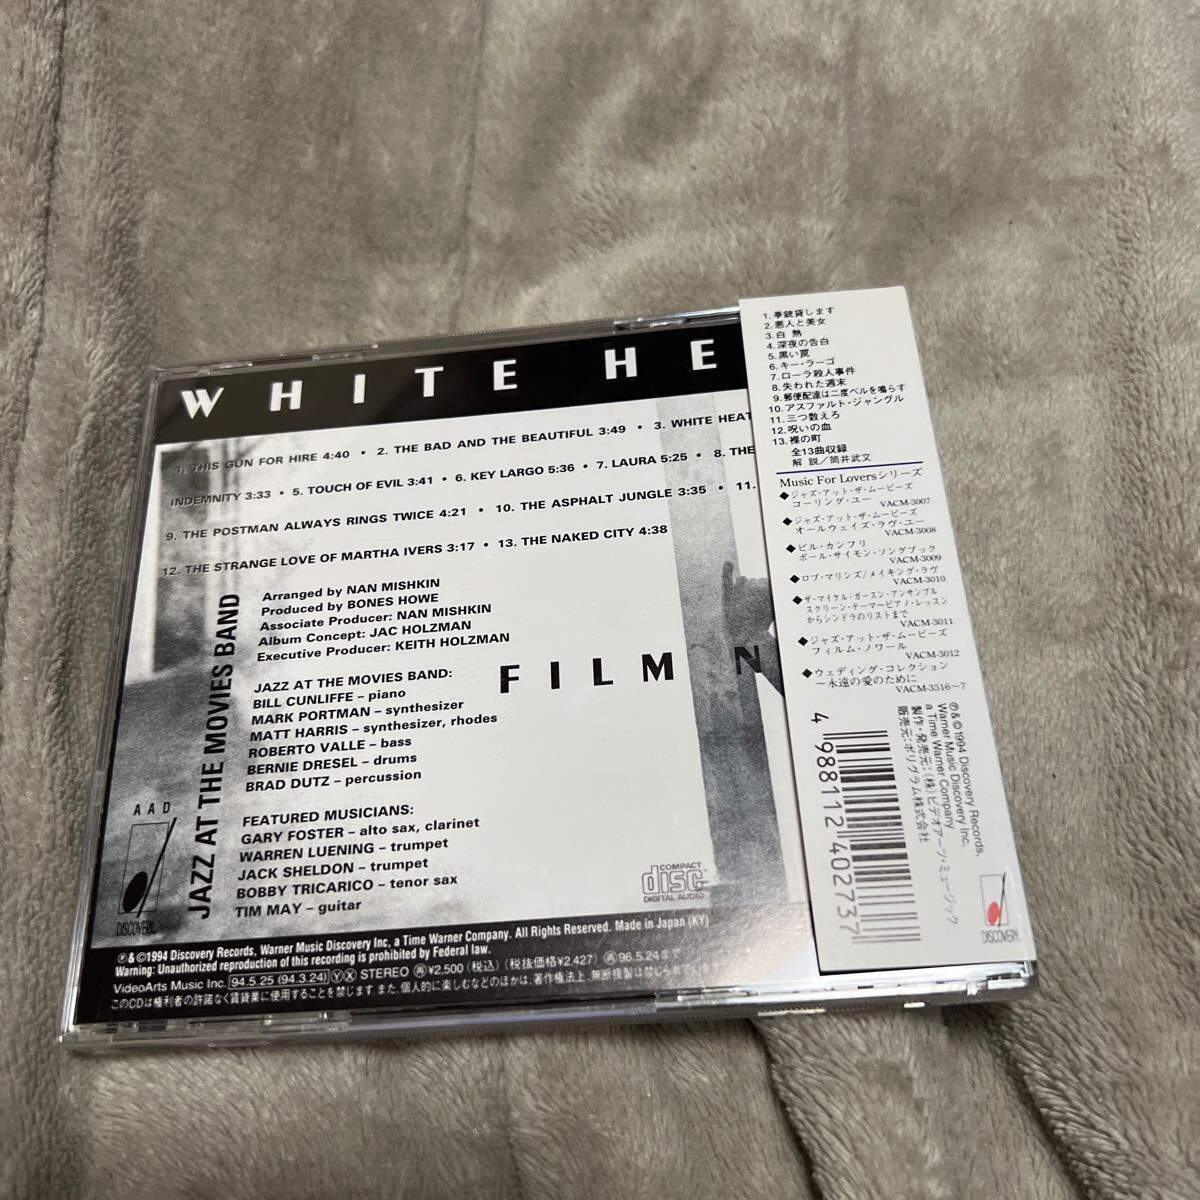 WHITE HE
1. THIS GUN FOR HIRE 4:40 • 2. THE BAD AND THE BEAUTIFUL 3:49 • 3. WHITE HEAT
INDEMNITY 3:33 • 5. TOUCH OF EVIL 3:41 • 6. KEY LARGO 5:36 • 7. LAURA 5:25 • 8. THE
9. THE POSTMAN ALWAYS RINGS TWICE 4:21 • 10. THE ASPHALT JUNGLE 3:35 • 11.
12. THE STRANGE LOVE OF MARTHA IVERS 3:17 • 13. THE NAKED CITY 4:38
JAZZ AT THE MOVIES BAND
Arranged by NAN MISHKIN
Produced by BONES HOWE
Associate Producer: NAN MISHKIN
Album Concept: JAC HOLZMAN
Executive Producer: KEITH HOLZMAN
FILM N
JAZZ AT THE MOVIES BAND:
BILL CUNLIFFE – piano
MARK PORTMAN – synthesizer
MATT HARRIS – synthesizer, rhodes
ROBERTO VALLE – bass
BERNIE DRESEL – drums
BRAD DUTZ – percussion
FEATURED MUSICIANS:
GARY FOSTER – alto sax, clarinet
WARREN LUENING – trumpet
JACK SHELDON – trumpet
BOBBY TRICARICO – tenor sax
TIM MAY – guitar
AAD
DISCOVERY
COMPACT
disc
DIGITAL AUDIO
℗&©1994 Discovery Records, Warner Music Discovery Inc, a Time Warner Company. All Rights Reserved. Made in Japan (KY)
Warning: Unauthorized reproduction of this recording is prohibited by Federal law.
VideoArts Music Inc. 94.5.25 (94.3.24) Ⓨ Ⓧ STEREO 再 ¥2,500(税込)(税抜価格¥2,427) 再 96.5.24まで
このCDは権利者の許諾なく賃貸業に使用することを禁じます また、個人的に楽しむなどのほかは、著作権法上、無断複製は禁じられてい
1. 拳銃貸します
2. 悪人と美女
3. 白熱
4. 深夜の告白
5. 黒い罠
6. キー・ラーゴ
7. ローラ殺人事件
8. 失われた週末
9. 郵便配達は二度ベルを鳴らす
10. アスファルト・ジャングル
11. 三つ数えろ
12. 呪いの血
13. 裸の町
全13曲収録
解説/筒井武文
Music For Loversシリーズ
◆ジャズ・アット・ザ・ムービーズ
コーリング・ユー
VACM-3007
◆ジャズ・アット・ザ・ムービーズ
オールウェイズ・ラヴ・ユー
VACM-3008
◆ビル・カンフリ
ポール・サイモン・ソングブック
VACM-3009
◆ロブ・マリンズ/メイキング・ラヴ
VACM-3010
◆ザ・マイケル・ガースン・アンサンブル
スクリーン・テーマ〜ピアノ・レッスン
からシンドラのリストまで
VACM-3011
◆ジャズ・アット・ザ・ムービーズ
フィルム・ノワール
VACM-3012
◆ウェディング・コレクション
〜永遠の愛のために
VACM-3516〜7
℗&©1994 Discovery Records,
Warner Music Discovery Inc.
a Time Warner Company
製作・発売元:(株)ビデオアーツ・ミュージック
販売元:ポリグラム株式会社
4 988112 402737
DISCOVERY